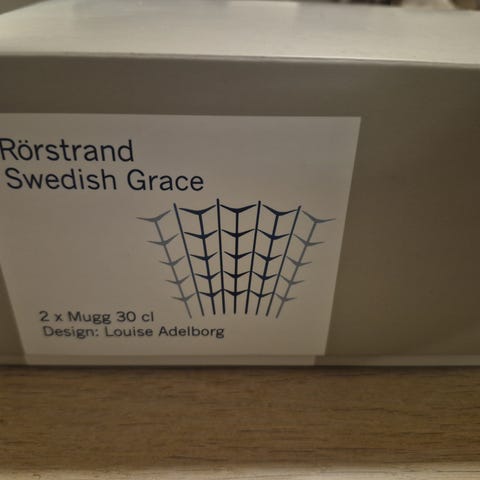 Rörstrand
Swedish Grace
2 x Mugg 30 cl
Design: Louise Adelborg